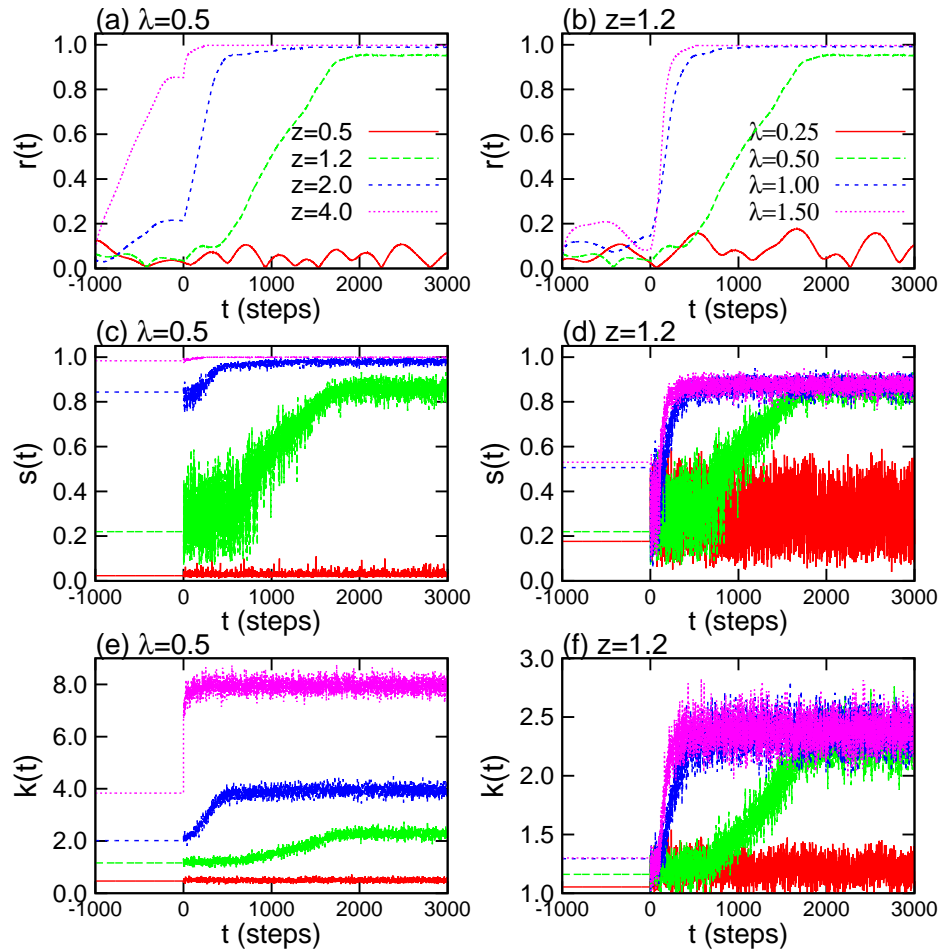 (a) λ=0.5
r(t)
1.0
0.8
0.6
0.4
0.2
0.0
z=0.5
z=1.2
z=2.0
z=4.0
-1000 0 1000 2000 3000
t (steps)
(b) z=1.2
r(t)
1.0
0.8
0.6
0.4
0.2
0.0
λ=0.25
λ=0.50
λ=1.00
λ=1.50
-1000 0 1000 2000 3000
t (steps)
(c) λ=0.5
s(t)
1.0
0.8
0.6
0.4
0.2
0.0
-1000 0 1000 2000 3000
t (steps)
(d) z=1.2
s(t)
1.0
0.8
0.6
0.4
0.2
0.0
-1000 0 1000 2000 3000
t (steps)
(e) λ=0.5
k(t)
8.0
6.0
4.0
2.0
0.0
-1000 0 1000 2000 3000
t (steps)
(f) z=1.2
k(t)
3.0
2.5
2.0
1.5
1.0
-1000 0 1000 2000 3000
t (steps)